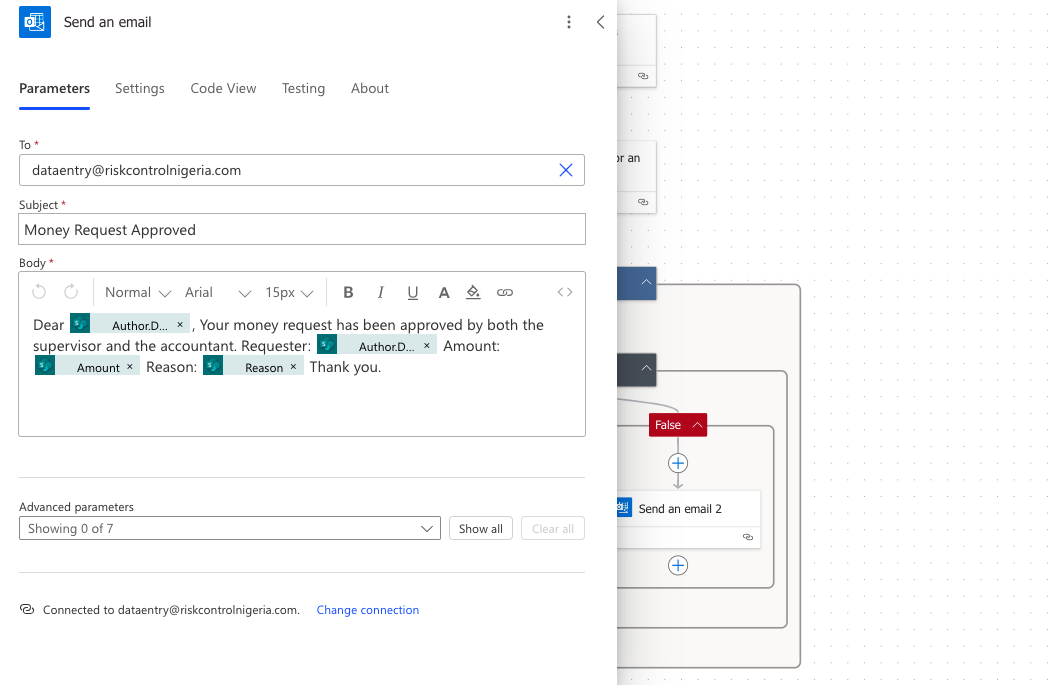 Send an email
Parameters
Settings
Code View
Testing
About
To *
dataentry@riskcontrolnigeria.com
Subject *
Money Request Approved
Body *
Normal
Arial
15px
B
I
U
A
Dear Author.D... × , Your money request has been approved by both the
supervisor and the accountant. Requester: Author.D... × Amount:
Amount × Reason: Reason × Thank you.
Advanced parameters
Showing 0 of 7
Show all
Clear all
Connected to dataentry@riskcontrolnigeria.com.
Change connection
or an
False
Send an email 2